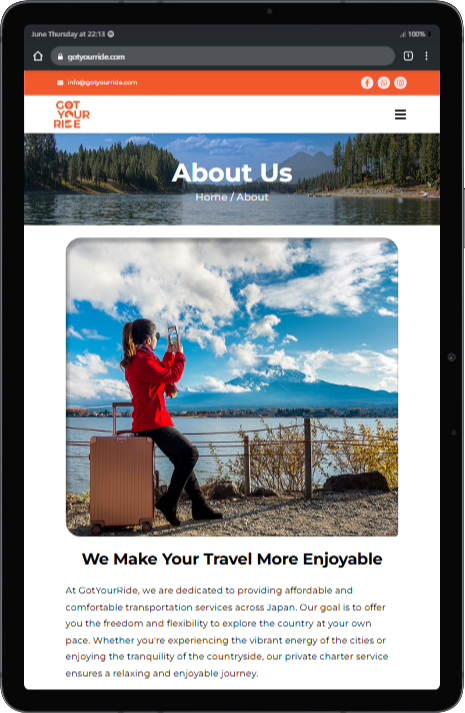 June Thursday at 22:13
100%
gotyourride.com
1
info@gotyourride.com
GOT
YOUR
RIDE
About Us
Home / About
We Make Your Travel More Enjoyable
At GotYourRide, we are dedicated to providing affordable and
comfortable transportation services across Japan. Our goal is to offer
you the freedom and flexibility to explore the country at your own
pace. Whether you're experiencing the vibrant energy of the cities or
enjoying the tranquility of the countryside, our private charter service
ensures a relaxing and enjoyable journey.